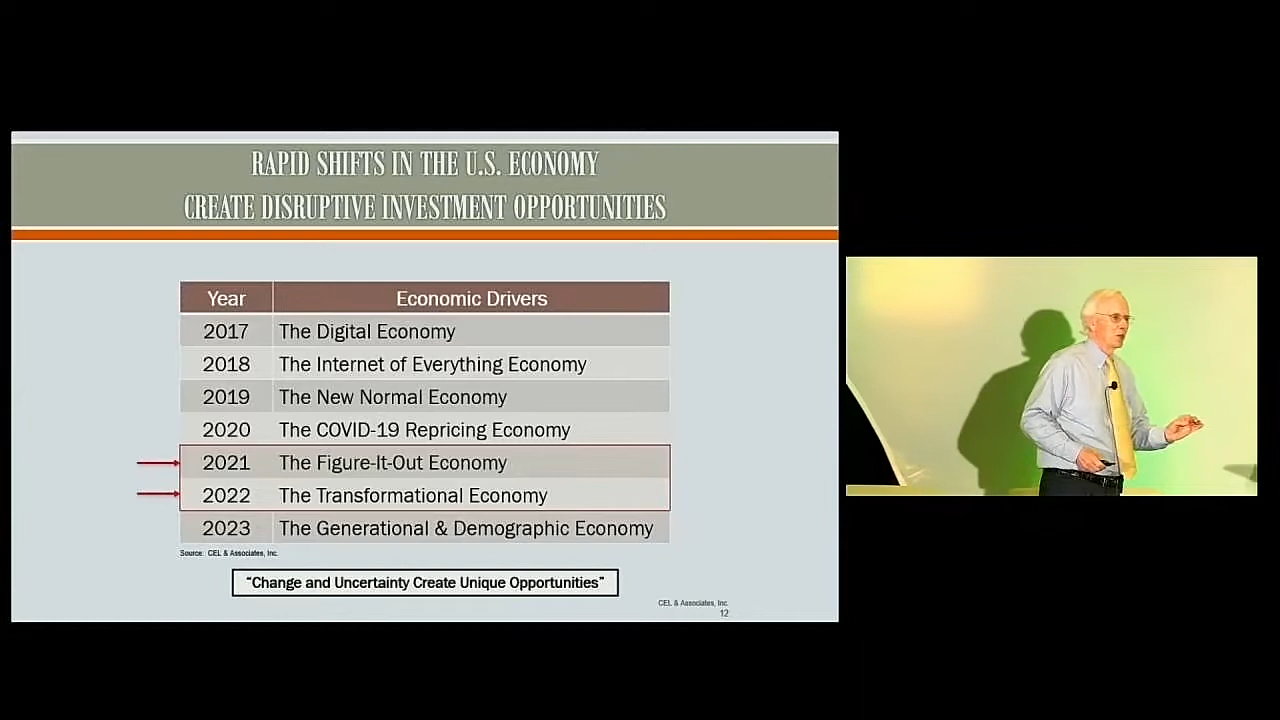 RAPID SHIFTS IN THE U.S. ECONOMY
CREATE DISRUPTIVE INVESTMENT OPPORTUNITIES
Year Economic Drivers
2017 The Digital Economy
2018 The Internet of Everything Economy
2019 The New Normal Economy
2020 The COVID-19 Repricing Economy
2021 The Figure-It-Out Economy
2022 The Transformational Economy
2023 The Generational & Demographic Economy
Source: CEL & Associates, Inc.
“Change and Uncertainty Create Unique Opportunities”
CEL & Associates, Inc.
12